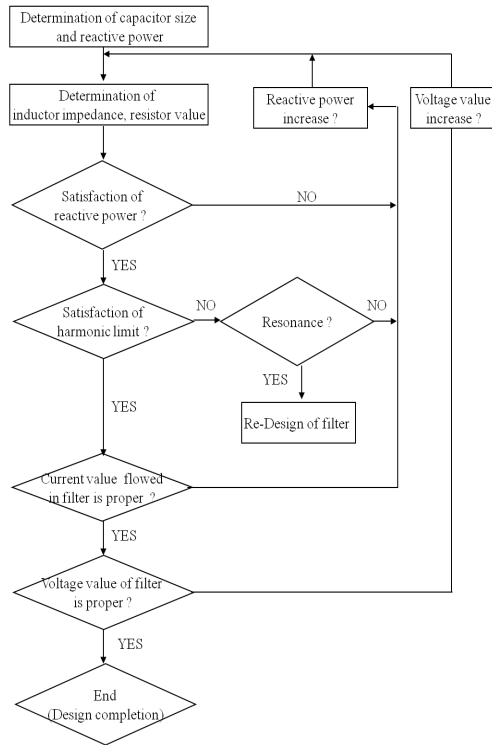 Determination of capacitor size
and reactive power
Determination of
inductor impedance, resistor value
Reactive power
increase ?
Voltage value
increase ?
Satisfaction of
reactive power ?
NO
YES
Satisfaction of
harmonic limit ?
NO
Resonance ?
NO
YES
YES
Re-Design of filter
Current value flowed
in filter is proper ?
YES
Voltage value of filter
is proper ?
YES
End
(Design completion)